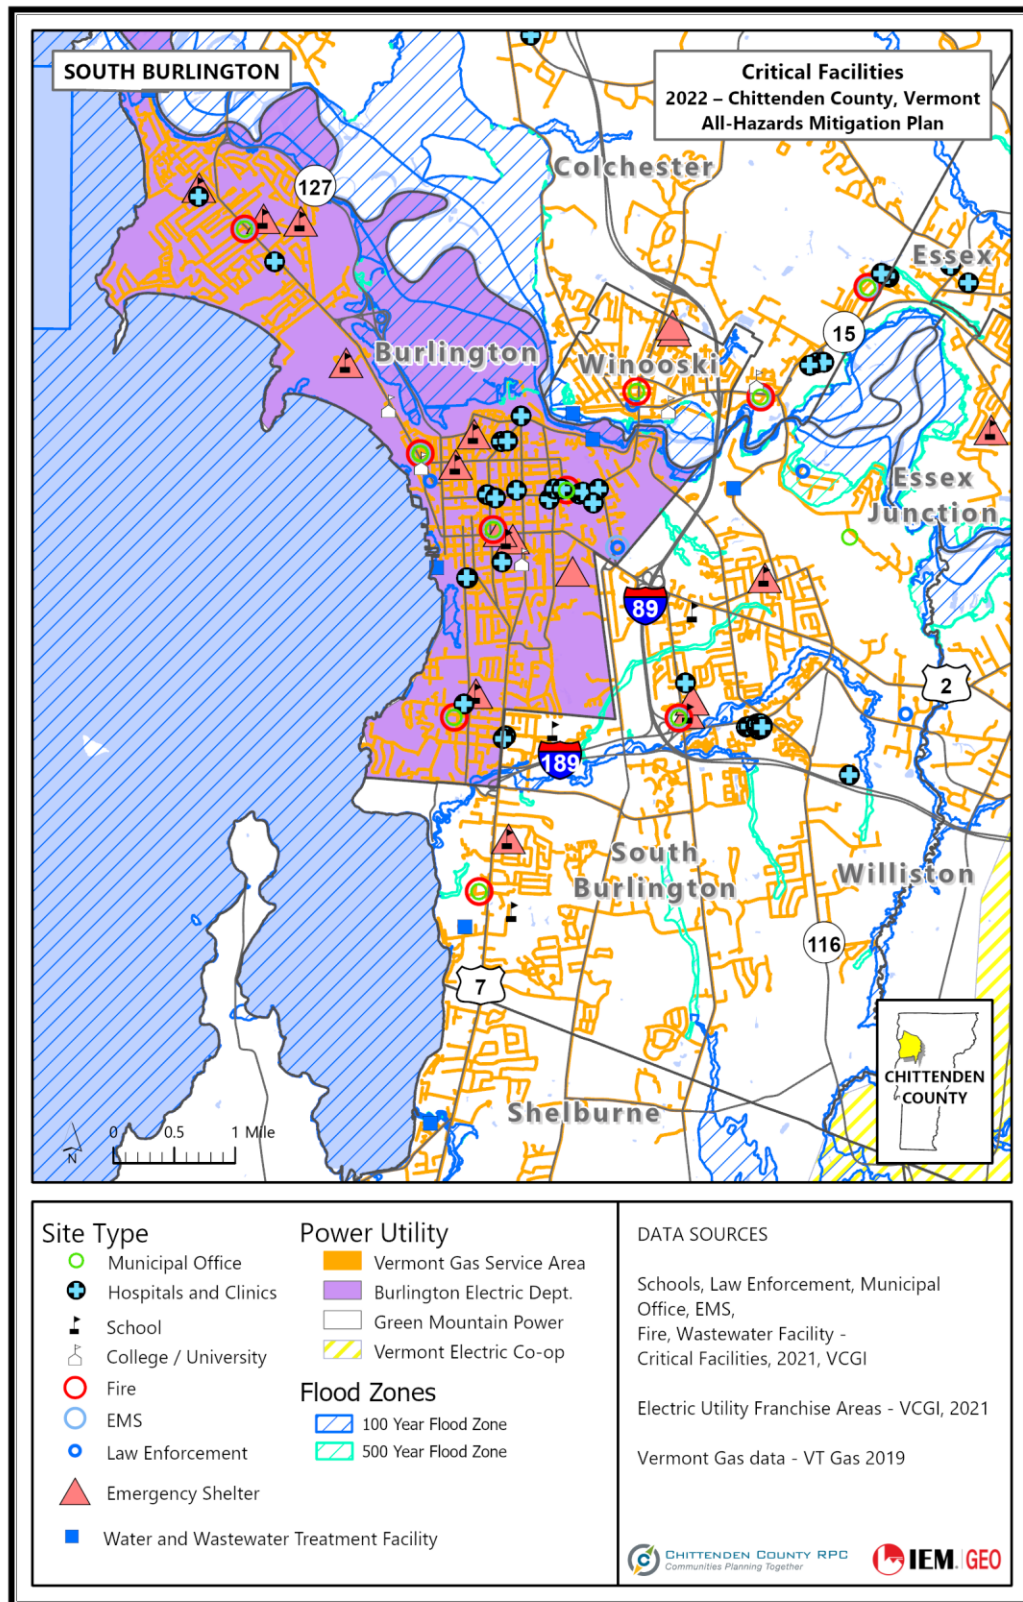 SOUTH BURLINGTON
Critical Facilities
2022 – Chittenden County, Vermont
All-Hazards Mitigation Plan
Colchester
127
Essex
15
Burlington
Winooski
Essex
Junction
89
2
189
South
Burlington
Williston
116
7
CHITTENDEN
COUNTY
Shelburne
0 0.5 1 Mile
N
Site Type
Municipal Office
Hospitals and Clinics
School
College / University
Fire
EMS
Law Enforcement
Emergency Shelter
Water and Wastewater Treatment Facility
Power Utility
Vermont Gas Service Area
Burlington Electric Dept.
Green Mountain Power
Vermont Electric Co-op
Flood Zones
100 Year Flood Zone
500 Year Flood Zone
DATA SOURCES
Schools, Law Enforcement, Municipal
Office, EMS,
Fire, Wastewater Facility -
Critical Facilities, 2021, VCGI
Electric Utility Franchise Areas - VCGI, 2021
Vermont Gas data - VT Gas 2019
CHITTENDEN COUNTY RPC
Communities Planning Together
IEM GEO